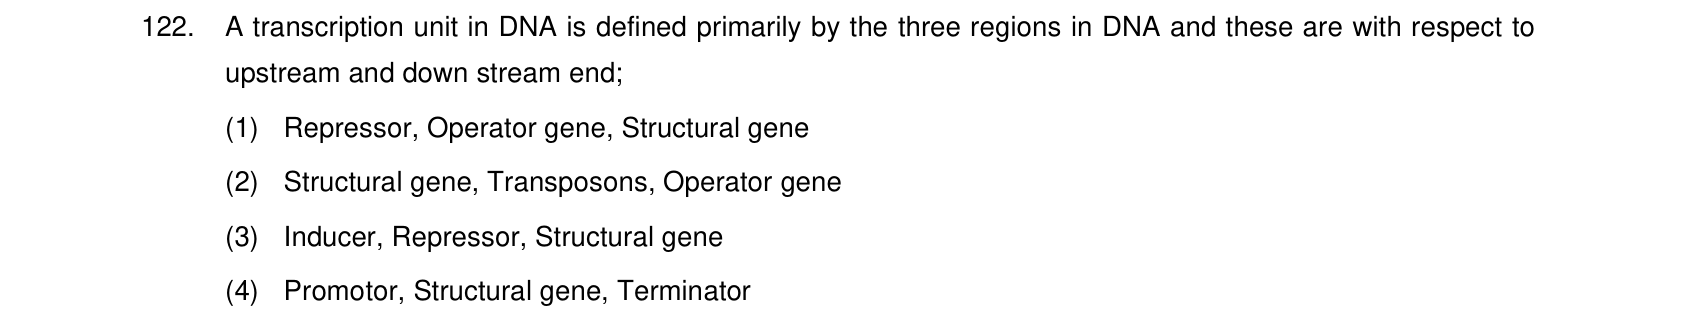 122. A transcription unit in DNA is defined primarily by the three regions in DNA and these are with respect to
upstream and down stream end;
(1) Repressor, Operator gene, Structural gene
(2) Structural gene, Transposons, Operator gene
(3) Inducer, Repressor, Structural gene
(4) Promotor, Structural gene, Terminator